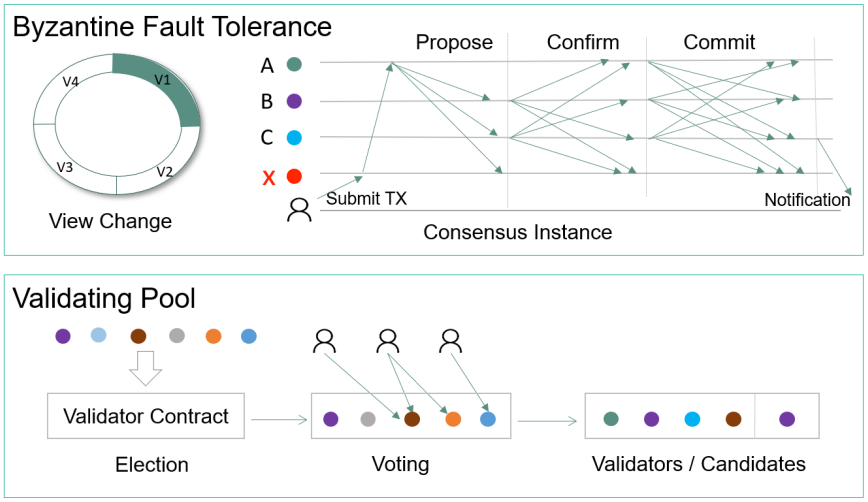 Byzantine Fault Tolerance
V4
V1
V3
V2
View Change
Propose
Confirm
Commit
A
B
C
X
Submit TX
Notification
Consensus Instance
Validating Pool
Validator Contract
Election
Voting
Validators / Candidates